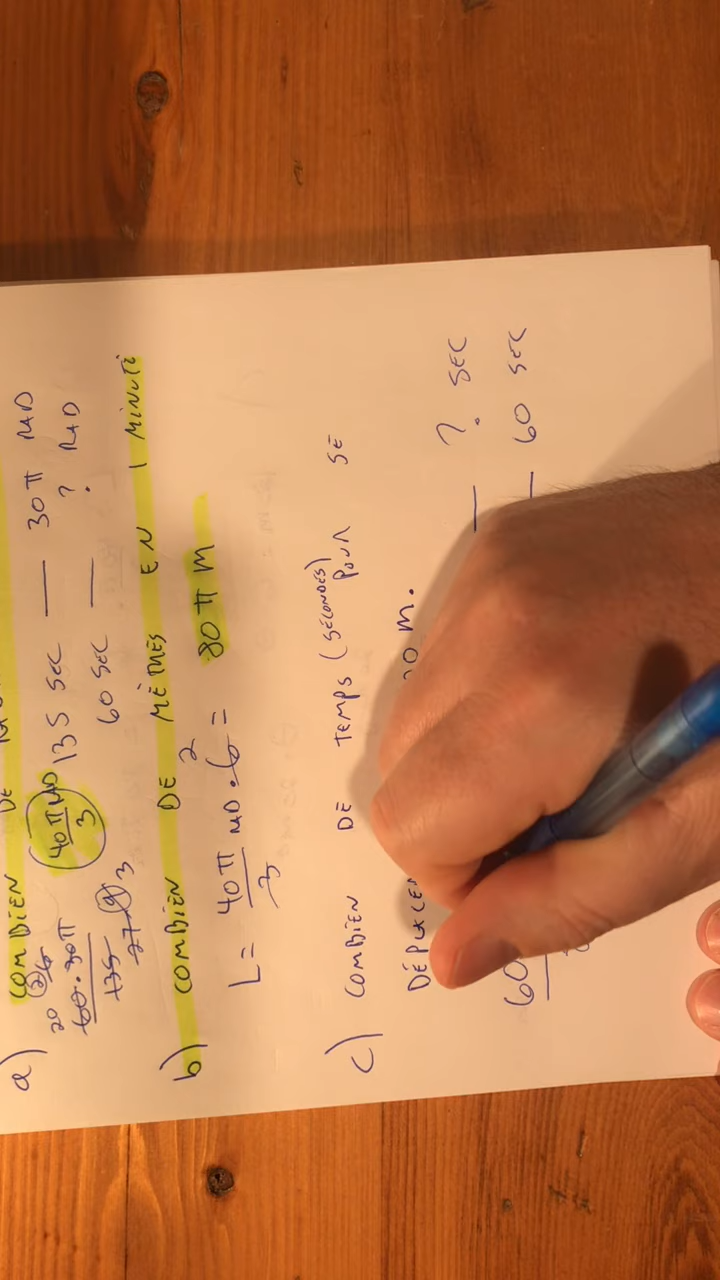 a) COMBIEN DE
20
60.30π
135
27
3
(40π RAD
3)
135 SEC — 30π RAD
60 SEC — ? RAD
b) COMBIEN DE MÈTRES EN 1 MINUTE
L = 40π RAD . 6 = 80π M
3
2
c) COMBIEN DE TEMPS (SECONDES) POUR SE
M.
— ? SEC
— 60 SEC
60